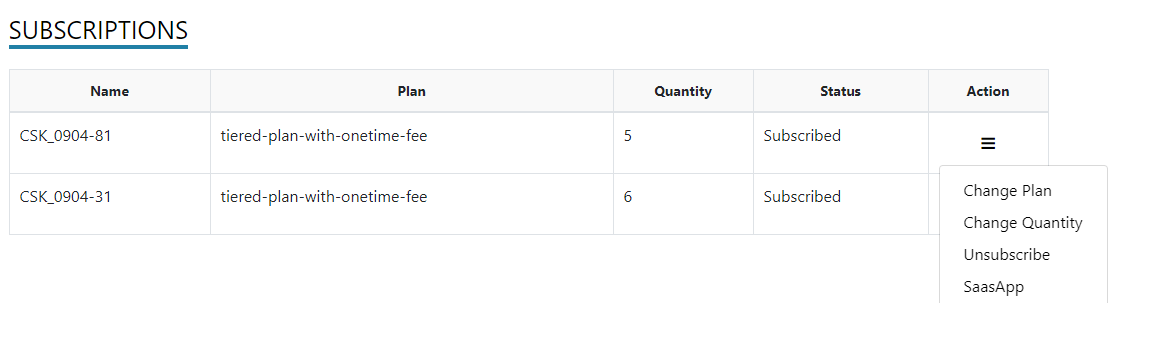 SUBSCRIPTIONS
Name Plan Quantity Status Action
CSK_0904-81 tiered-plan-with-onetime-fee 5 Subscribed
CSK_0904-31 tiered-plan-with-onetime-fee 6 Subscribed
Change Plan
Change Quantity
Unsubscribe
SaasApp